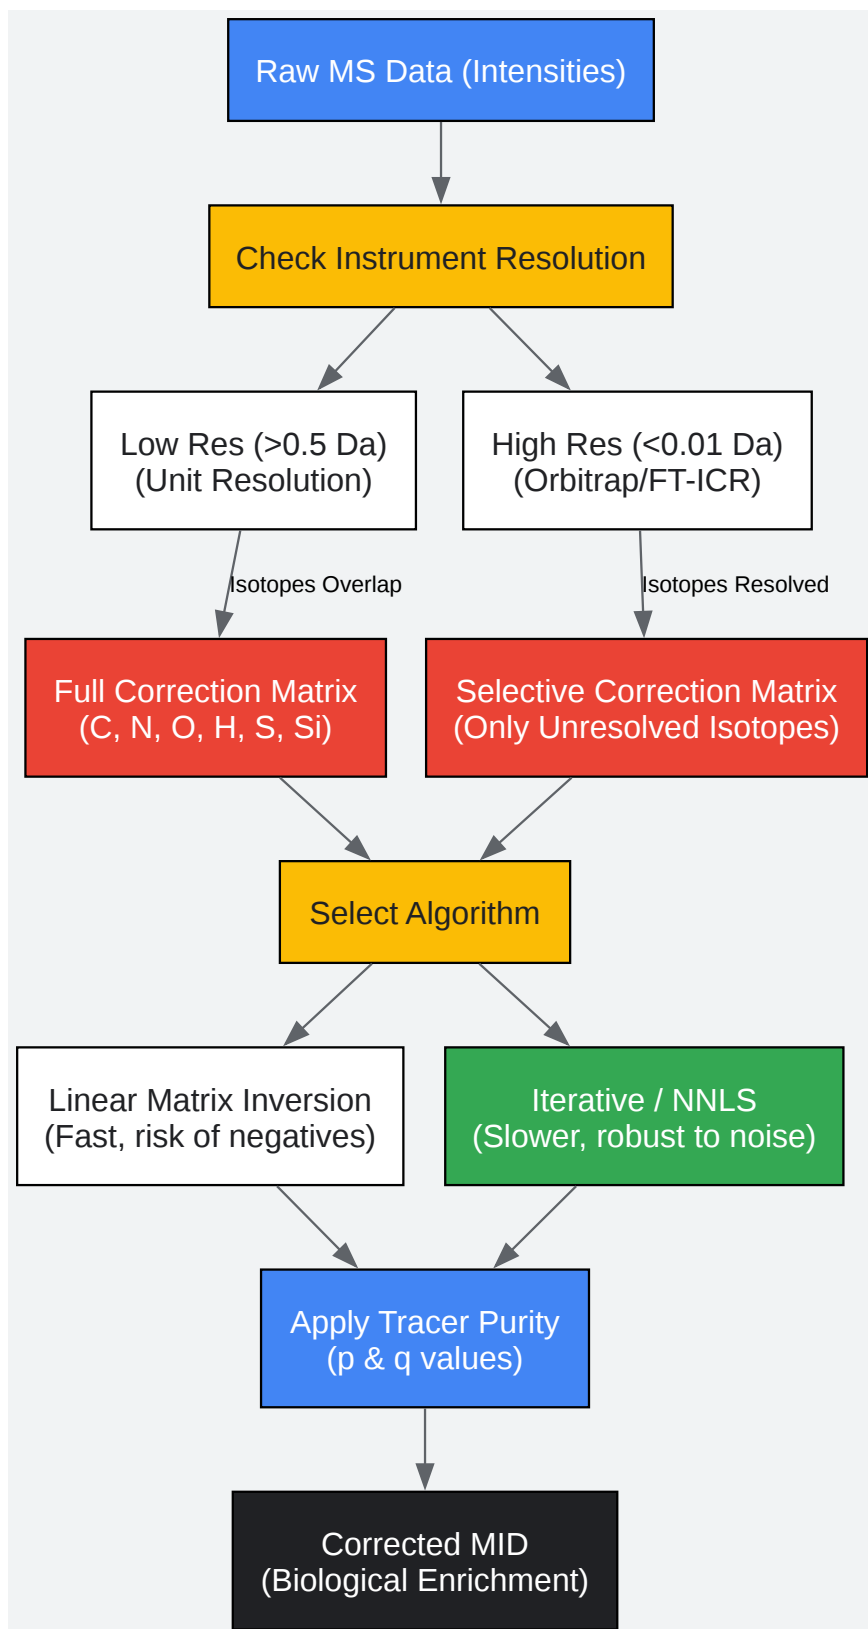 Raw MS Data (Intensities)
Check Instrument Resolution
Low Res (>0.5 Da)
(Unit Resolution)
High Res (<0.01 Da)
(Orbitrap/FT-ICR)
Isotopes Overlap
Isotopes Resolved
Full Correction Matrix
(C, N, O, H, S, Si)
Selective Correction Matrix
(Only Unresolved Isotopes)
Select Algorithm
Linear Matrix Inversion
(Fast, risk of negatives)
Iterative / NNLS
(Slower, robust to noise)
Apply Tracer Purity
(p & q values)
Corrected MID
(Biological Enrichment)